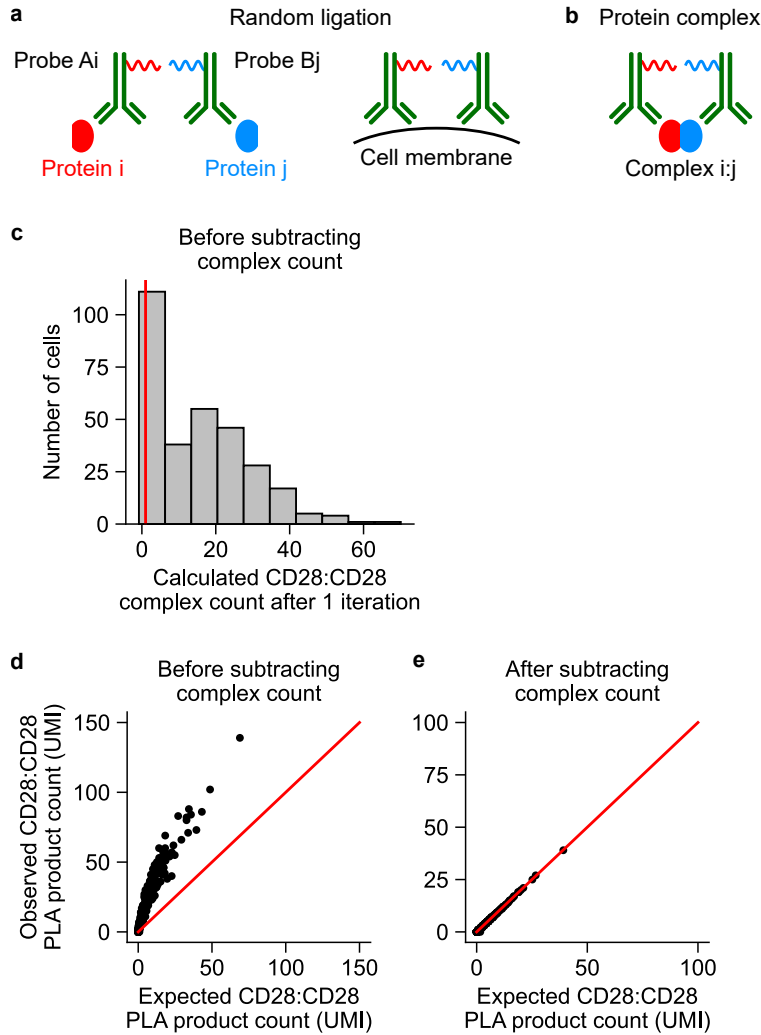 a
Random ligation
Probe Ai
Probe Bj
Protein i
Protein j
Cell membrane
b
Protein complex
Complex i:j
c
Before subtracting
complex count
Number of cells
100
75
50
25
0
0
20
40
60
Calculated CD28:CD28
complex count after 1 iteration
d
Before subtracting
complex count
Observed CD28:CD28
PLA product count (UMI)
150
100
50
0
0
50
100
150
Expected CD28:CD28
PLA product count (UMI)
e
After subtracting
complex count
100
75
50
25
0
0
50
100
Expected CD28:CD28
PLA product count (UMI)